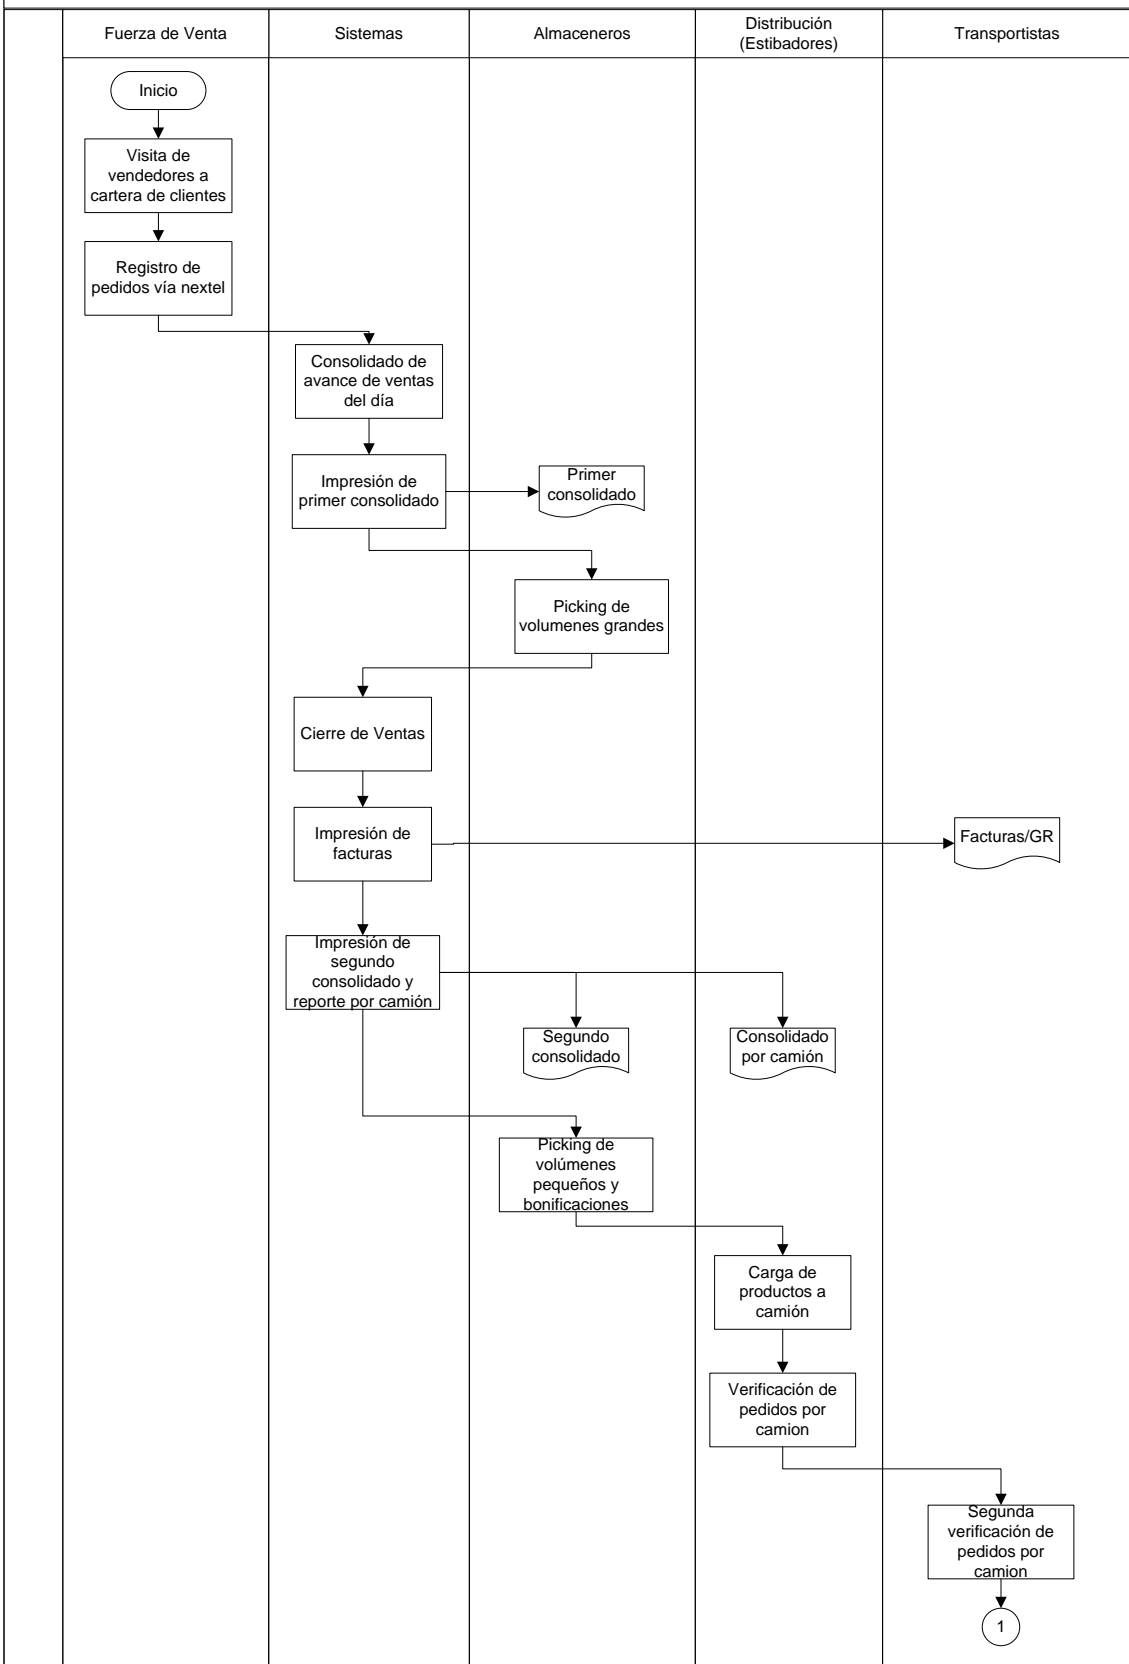 Fuerza de Venta
Sistemas
Almaceneros
Distribución
(Estibadores)
Transportistas
Inicio
Visita de
vendedores a
cartera de clientes
Registro de
pedidos vía nextel
Consolidado de
avance de ventas
del día
Impresión de
primer consolidado
Primer
consolidado
Picking de
volumenes grandes
Cierre de Ventas
Impresión de
facturas
Facturas/GR
Impresión de
segundo
consolidado y
reporte por camión
Segundo
consolidado
Consolidado
por camión
Picking de
volúmenes
pequeños y
bonificaciones
Carga de
productos a
camión
Verificación de
pedidos por
camion
Segunda
verificación de
pedidos por
camion
1